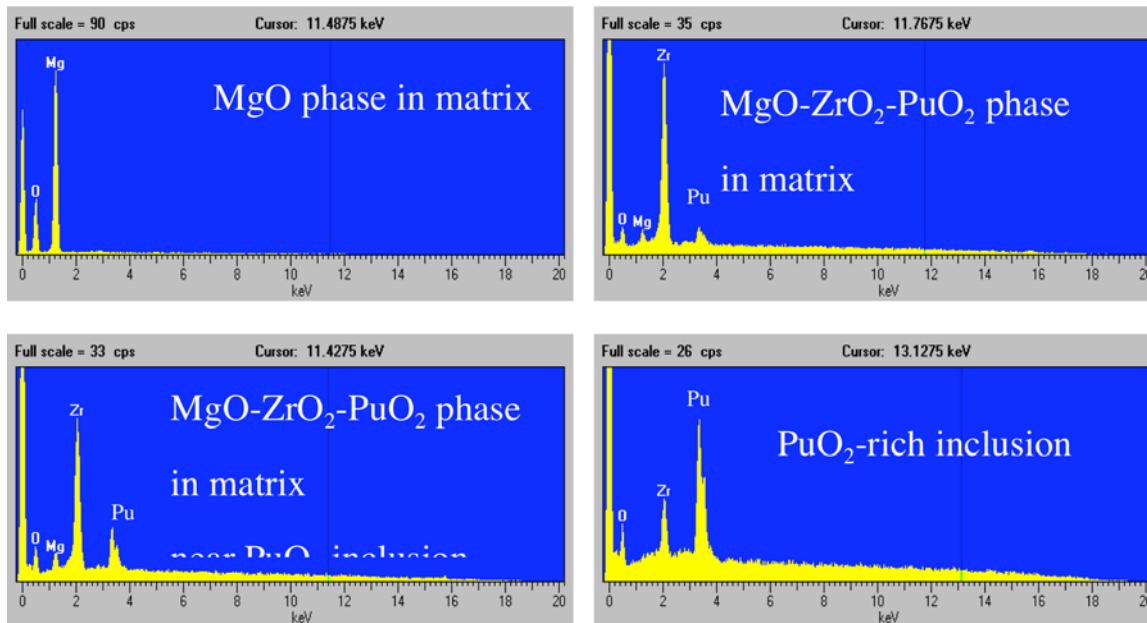 Full scale = 90 cps Cursor: 11.4875 keV
Mg
O
MgO phase in matrix
0 2 4 6 8 10 12 14 16 18 20
keV
Full scale = 35 cps Cursor: 11.7675 keV
Zr
MgO-ZrO₂-PuO₂ phase
in matrix
Pu
O
Mg
0 2 4 6 8 10 12 14 16 18 20
keV
Full scale = 33 cps Cursor: 11.4275 keV
Zr
MgO-ZrO₂-PuO₂ phase
in matrix
Pu
O
Mg
near PuO₂ inclusion
0 2 4 6 8 10 12 14 16 18 20
keV
Full scale = 26 cps Cursor: 13.1275 keV
Pu
PuO₂-rich inclusion
Zr
O
0 2 4 6 8 10 12 14 16 18 20
keV